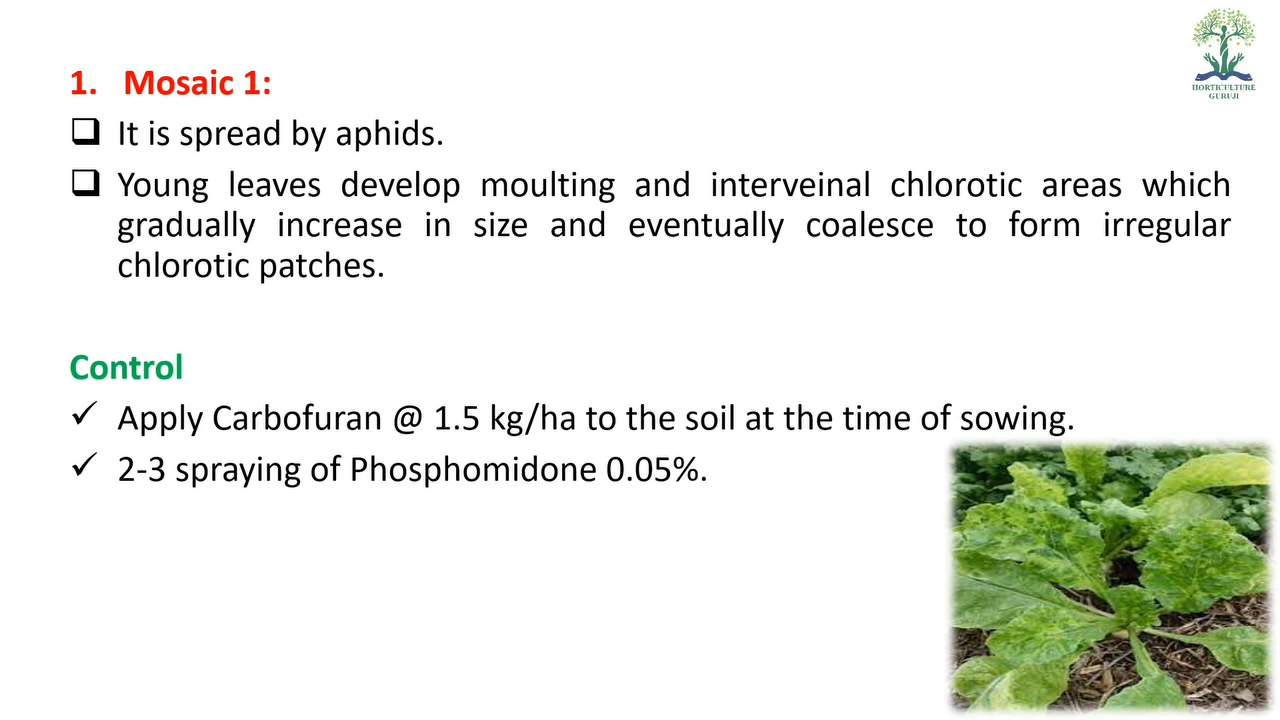 HORTICULTURE
GURUJI
1. Mosaic 1:
❑ It is spread by aphids.
❑ Young leaves develop moulting and interveinal chlorotic areas which
gradually increase in size and eventually coalesce to form irregular
chlorotic patches.
Control
✓ Apply Carbofuran @ 1.5 kg/ha to the soil at the time of sowing.
✓ 2-3 spraying of Phosphomidone 0.05%.